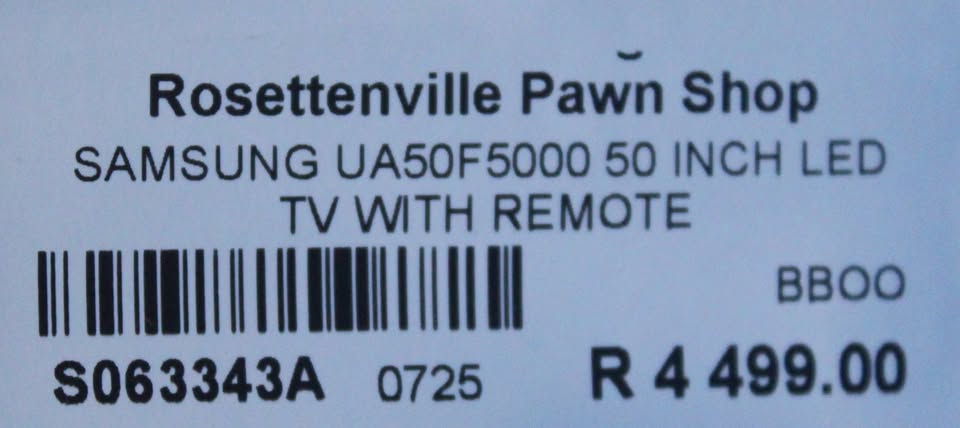 Rosettenville Pawn Shop
SAMSUNG UA50F5000 50 INCH LED
TV WITH REMOTE
BBOO
S063343A 0725 R 4 499.00